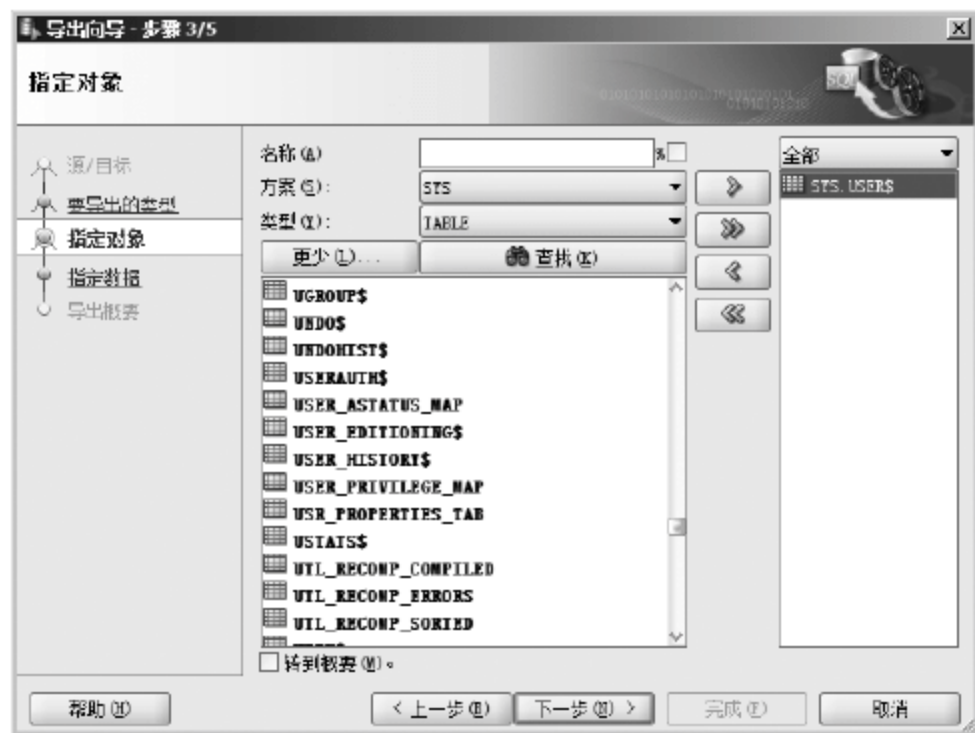 导出向导 - 步骤 3/5
指定对象
SQL
源/目标
要导出的类型
指定对象
指定数据
导出概要
名称(A)
%
方案(S):
SYS
类型(Y):
TABLE
更少(L)...
查找(K)
UGROUP$
UNDO$
UNDOHIST$
USERAUTH$
USER_ASTATUS_MAP
USER_EDITIONING$
USER_HISTORY$
USER_PRIVILEGE_MAP
USR_PROPERTIES_TAB
USTATS$
UTL_RECOMP_COMPILED
UTL_RECOMP_ERRORS
UTL_RECOMP_SORTED
转到概要(M)。
全部
SYS.USER$
帮助(H)
< 上一步(B)
下一步(N) >
完成(F)
取消